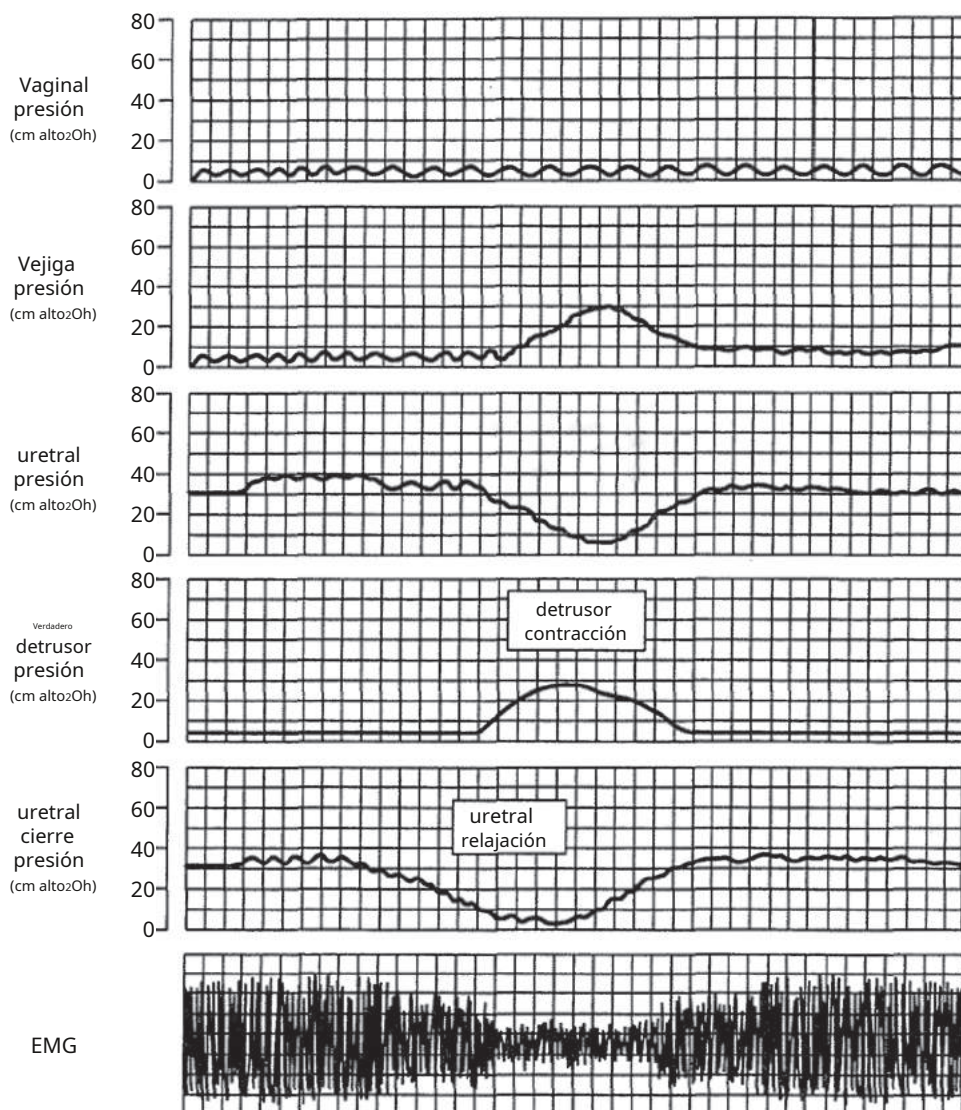 80
60
40
20
0
Vaginal
presión
(cm alto2Oh)
80
60
40
20
0
Vejiga
presión
(cm alto2Oh)
80
60
40
20
0
uretral
presión
(cm alto2Oh)
80
60
40
20
0
Verdadero
detrusor
presión
(cm alto2Oh)
detrusor
contracción
80
60
40
20
0
uretral
cierre
presión
(cm alto2Oh)
uretral
relajación
EMG